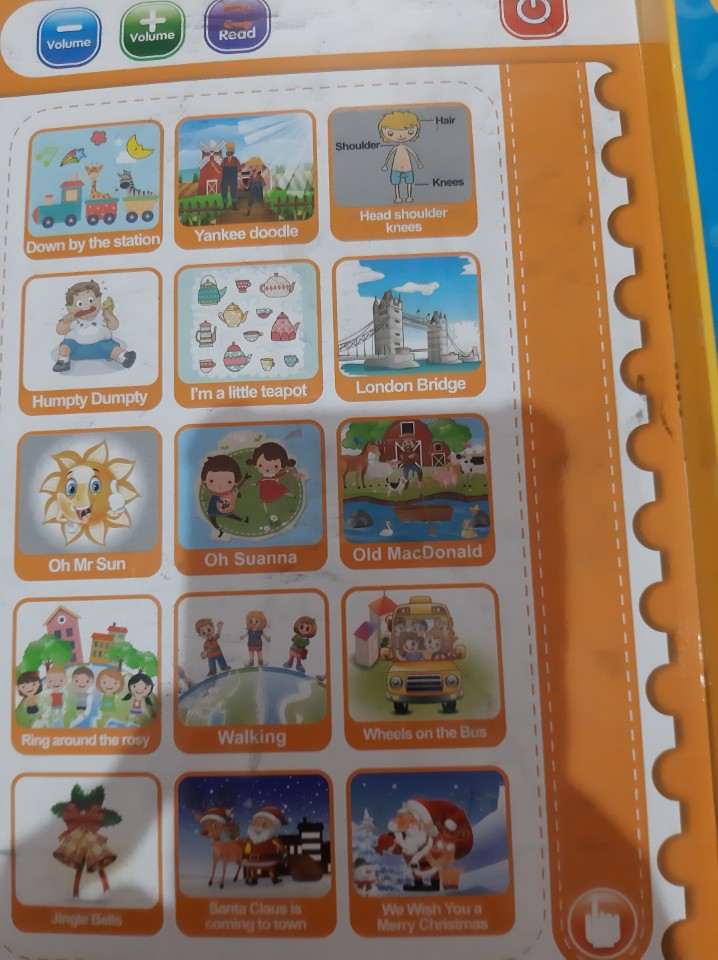 Volume
Volume
Read
Down by the station
Yankee doodle
Hair
Shoulder
Knees
Head shoulder
knees
Humpty Dumpty
I'm a little teapot
London Bridge
Oh Mr Sun
Oh Suanna
Old MacDonald
Ring around the rosy
Walking
Wheels on the Bus
Jingle Bells
Santa Claus is
coming to town
We Wish You a
Merry Christmas